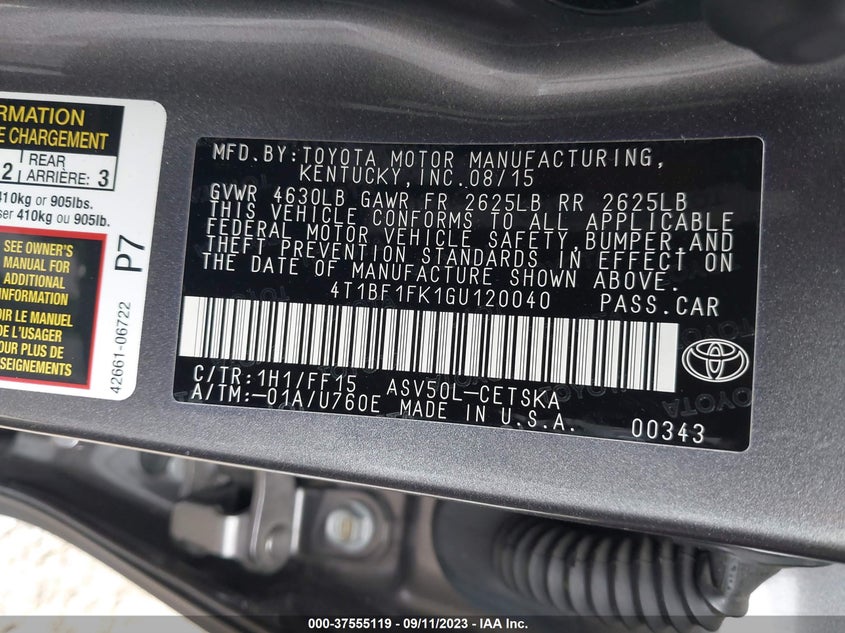 RMATION
E CHARGEMENT
2 REAR
ARRIÈRE: 3
410kg or 905lbs.
ser 410kg ou 905lb.
SEE OWNER'S
MANUAL FOR
ADDITIONAL
INFORMATION
OIR LE MANUEL
DE L'USAGER
POUR PLUS DE
SEIGNEMENTS
P7
42661-06722
MFD.BY:TOYOTA MOTOR MANUFACTURING,
KENTUCKY,INC.08/15
GVWR 4630LB GAWR FR 2625LB RR 2625LB
THIS VEHICLE CONFORMS TO ALL APPLICABLE
FEDERAL MOTOR VEHICLE SAFETY,BUMPER,AND
THEFT PREVENTION STANDARDS IN EFFECT ON
THE DATE OF MANUFACTURE SHOWN ABOVE.
4T1BF1FK1GU120040 PASS.CAR
C/TR:1H1/FF15 ASV50L-CETSKA
A/TM:-01A/U760E MADE IN U.S.A.
00343
000-37555119 - 09/11/2023 - IAA Inc.